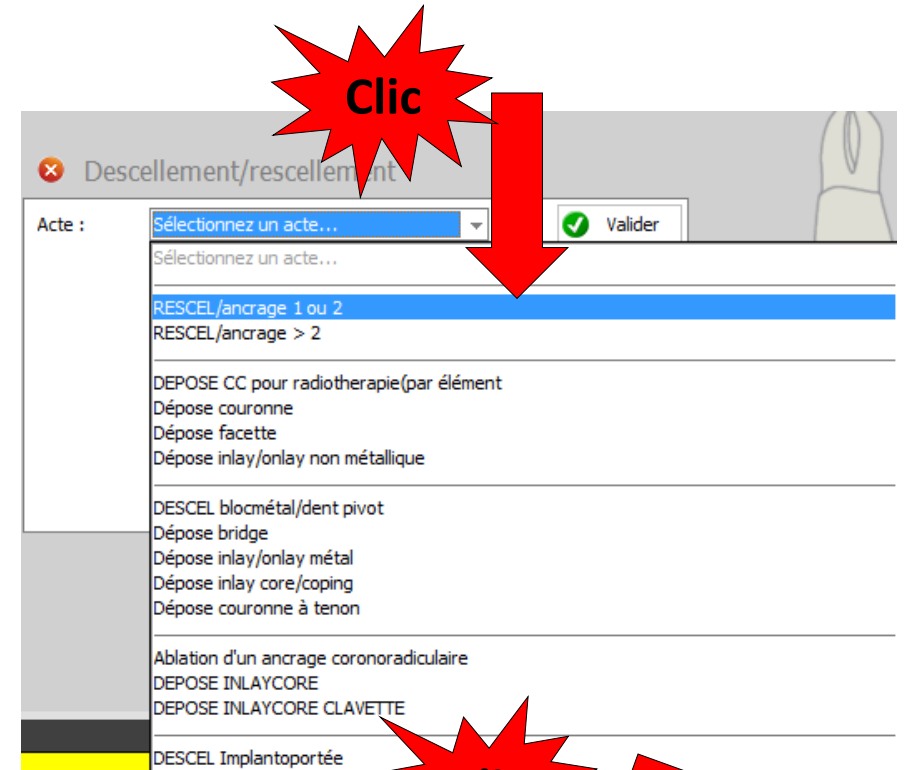 Clic
Descellement/rescellement
Acte : Sélectionnez un acte... Valider
Sélectionnez un acte...
RESCEL/ancrage 1 ou 2
RESCEL/ancrage > 2
DEPOSE CC pour radiotherapie(par élément
Dépose couronne
Dépose facette
Dépose inlay/onlay non métallique
DESCEL blocmétal/dent pivot
Dépose bridge
Dépose inlay/onlay métal
Dépose inlay core/coping
Dépose couronne à tenon
Ablation d'un ancrage coronoradiculaire
DEPOSE INLAYCORE
DEPOSE INLAYCORE CLAVETTE
DESCEL Implantoportée